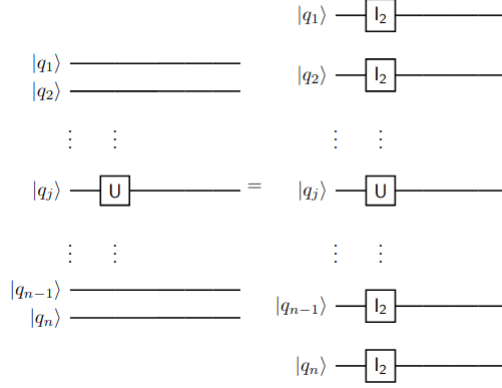 |q₁⟩
|q₂⟩
⋮ ⋮
|qⱼ⟩ U
⋮ ⋮
|qₙ₋₁⟩
|qₙ⟩
=
|q₁⟩ I₂
|q₂⟩ I₂
⋮ ⋮
|qⱼ⟩ U
⋮ ⋮
|qₙ₋₁⟩ I₂
|qₙ⟩ I₂